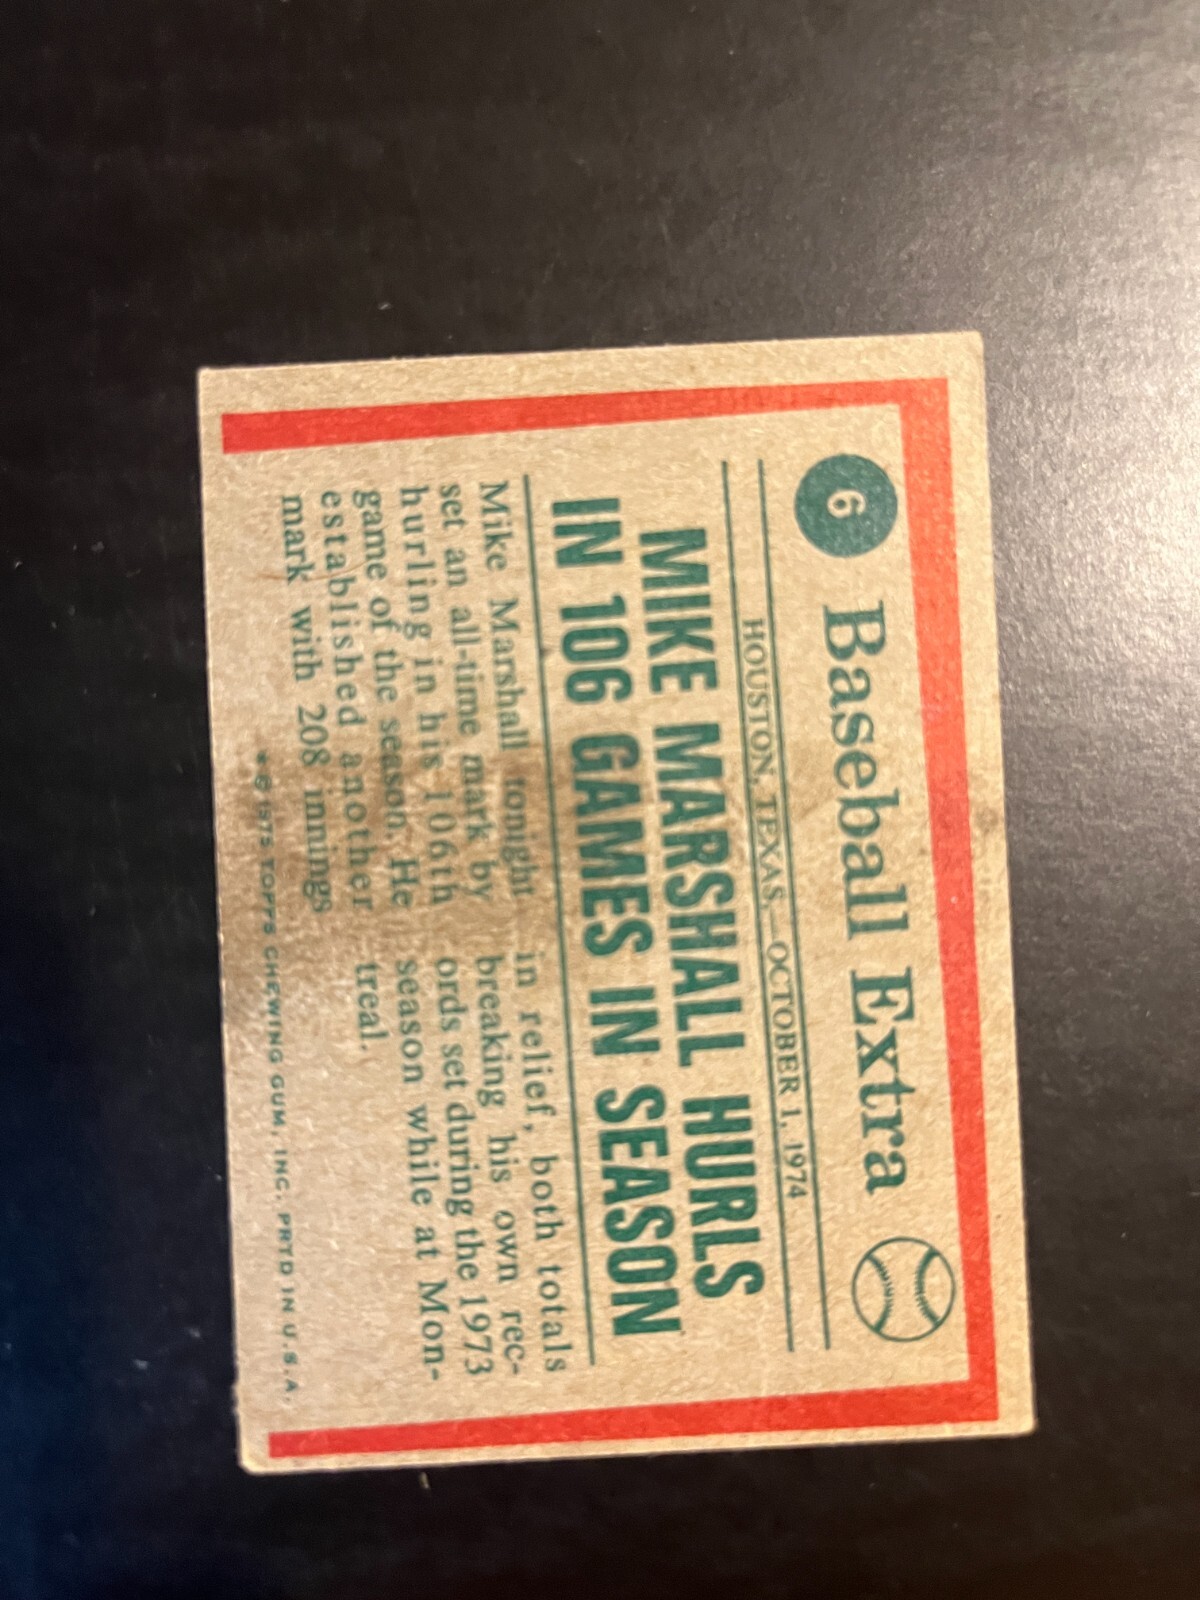 6 Baseball Extra
HOUSTON, TEXAS,—OCTOBER 1, 1974
MIKE MARSHALL HURLS
IN 106 GAMES IN SEASON
Mike Marshall tonight
set an all-time mark by
hurling in his 106th
game of the season. He
established another
mark with 208 innings
in relief, both totals
breaking his own rec-
ords set during the 1973
season while at Mon-
treal.
*© 1975 TOPPS CHEWING GUM, INC. PRTD IN U.S.A.